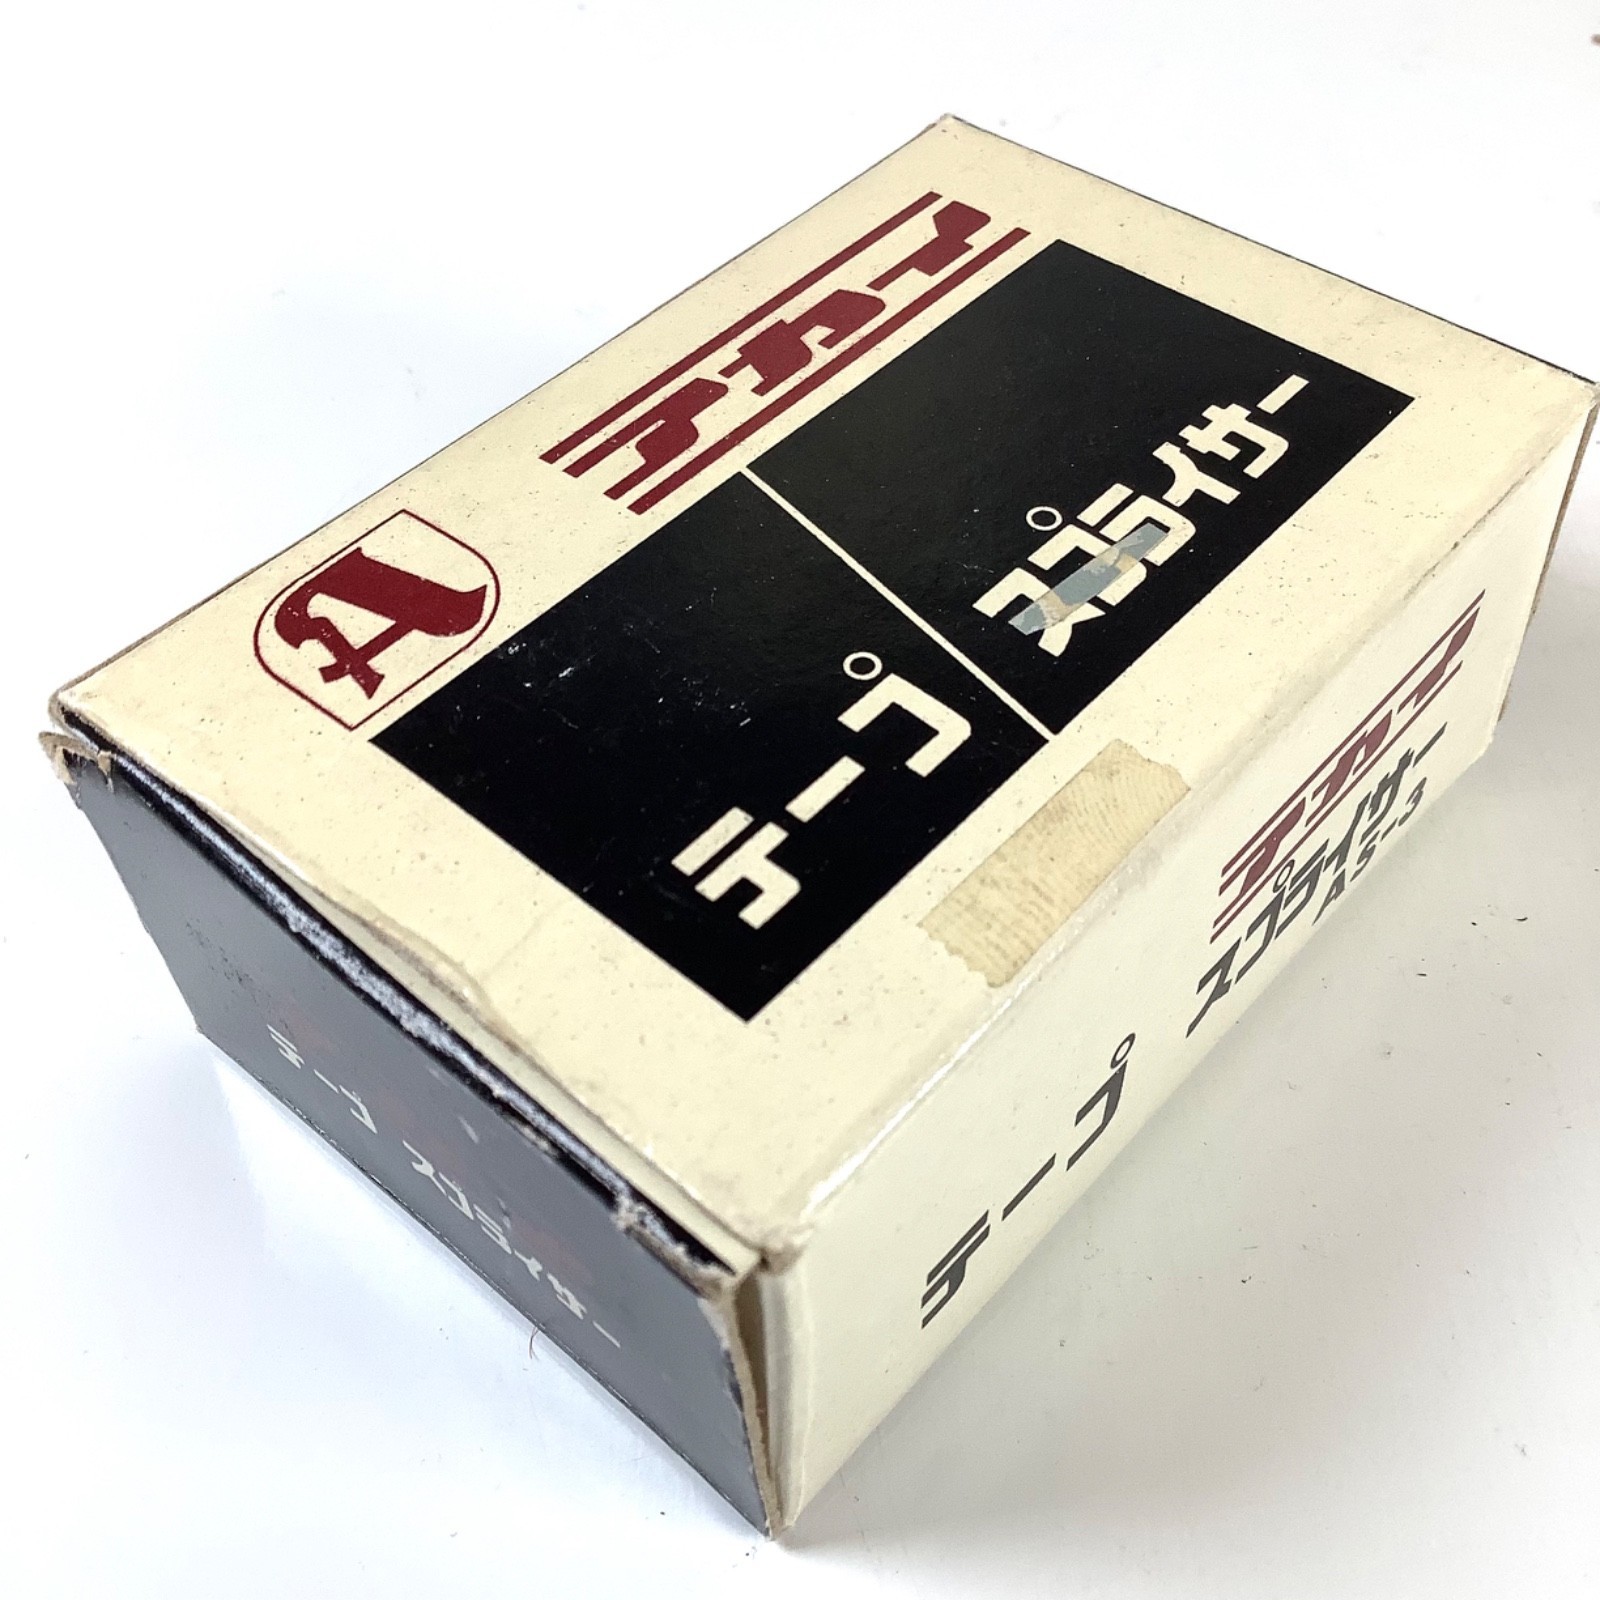 A
アカイ
テープ
スプライサー
アカイ
テープ スプライサー
AS-3
テープ スプライサー